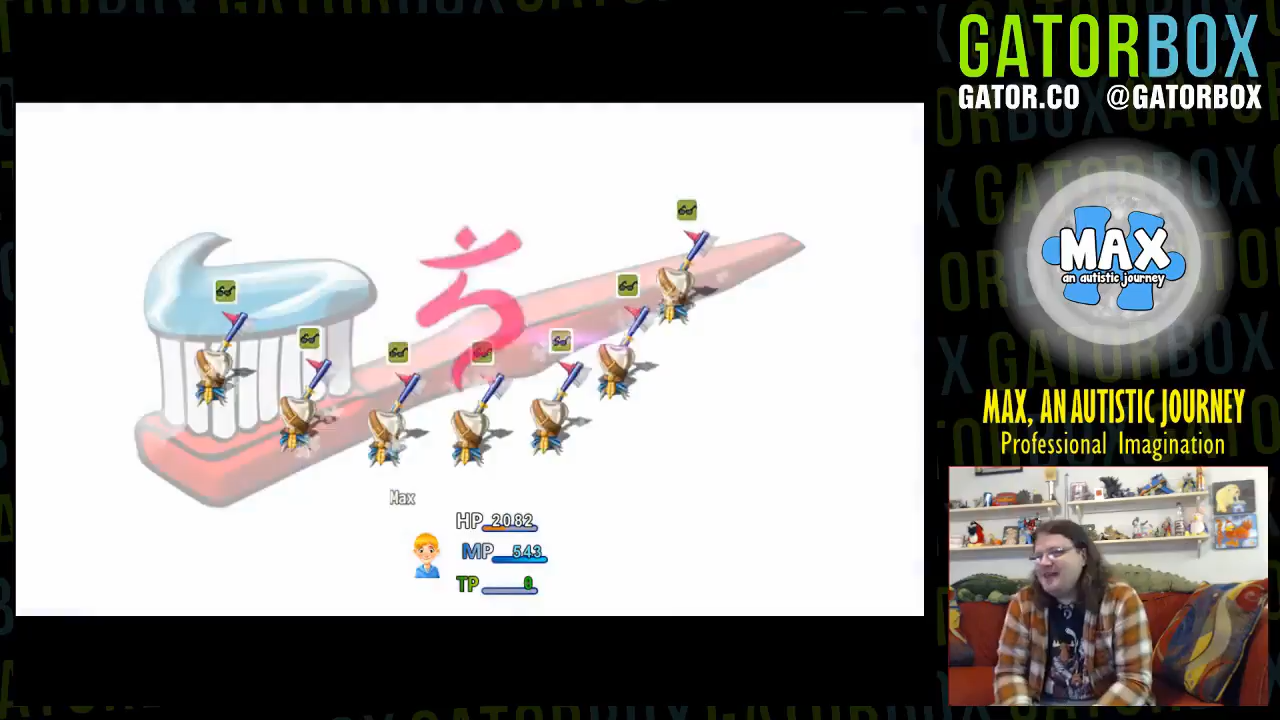 GATORBOX
GATOR.CO @GATORBOX
MAX
an autistic journey
MAX, AN AUTISTIC JOURNEY
Professional Imagination
Max
HP 2082
MP 543
TP 8